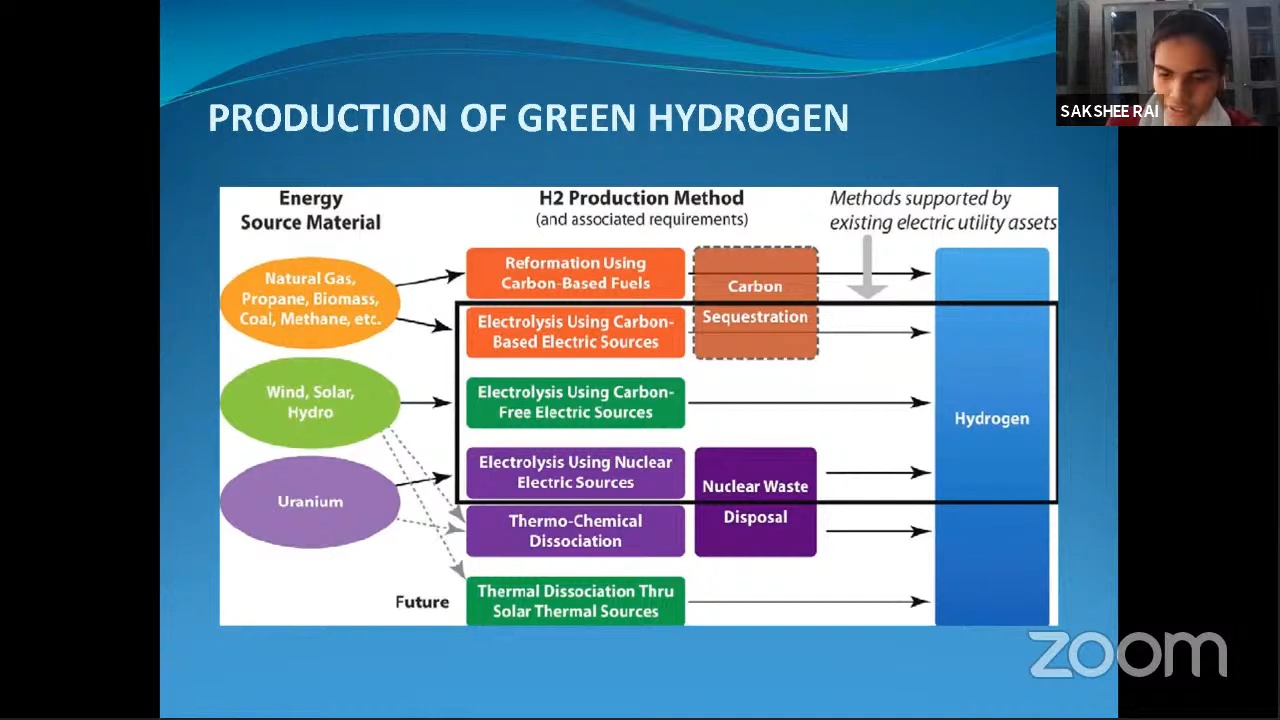 PRODUCTION OF GREEN HYDROGEN
SAKSHEE RAI
Energy
Source Material
H2 Production Method
(and associated requirements)
Methods supported by
existing electric utility assets
Natural Gas,
Propane, Biomass,
Coal, Methane, etc.
Reformation Using
Carbon-Based Fuels
Carbon
Sequestration
Electrolysis Using Carbon-
Based Electric Sources
Wind, Solar,
Hydro
Electrolysis Using Carbon-
Free Electric Sources
Hydrogen
Uranium
Electrolysis Using Nuclear
Electric Sources
Nuclear Waste
Disposal
Thermo-Chemical
Dissociation
Future
Thermal Dissociation Thru
Solar Thermal Sources
zoom